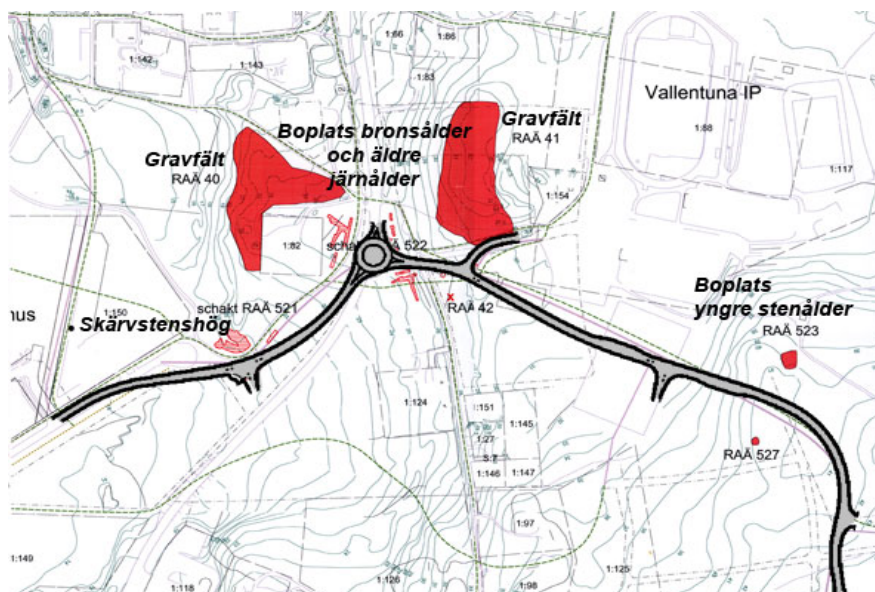 1:66
1:86
1:142
1:143
1:83
Vallentuna IP
1:88
Gravfält
RAÄ 40
Boplats bronsålder
och äldre
järnålder
Gravfält
RAÄ 41
1:117
1:154
1:82
RAÄ 522
schakt RAÄ 521
1:150
Skärvstenshög
RAÄ 42
Boplats
yngre stenålder
RAÄ 523
1:124
1:151
1:145
1:27
1:146
1:147
RAÄ 527
1:97
1:149
1:118
1:126
1:98
1:125